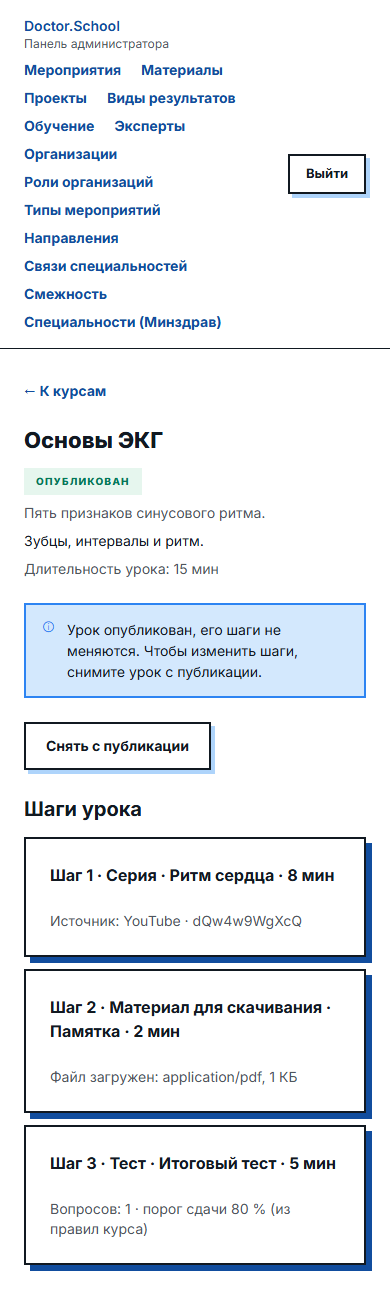 Doctor.School
Панель администратора
Мероприятия Материалы
Проекты Виды результатов
Обучение Эксперты
Организации
Роли организаций
Типы мероприятий
Направления
Связи специальностей
Смежность
Специальности (Минздрав)
Выйти
← К курсам
Основы ЭКГ
ОПУБЛИКОВАН
Пять признаков синусового ритма.
Зубцы, интервалы и ритм.
Длительность урока: 15 мин
Урок опубликован, его шаги не
меняются. Чтобы изменить шаги,
снимите урок с публикации.
Снять с публикации
Шаги урока
Шаг 1 · Серия · Ритм сердца · 8 мин
Источник: YouTube · dQw4w9WgXcQ
Шаг 2 · Материал для скачивания ·
Памятка · 2 мин
Файл загружен: application/pdf, 1 КБ
Шаг 3 · Тест · Итоговый тест · 5 мин
Вопросов: 1 · порог сдачи 80 % (из
правил курса)